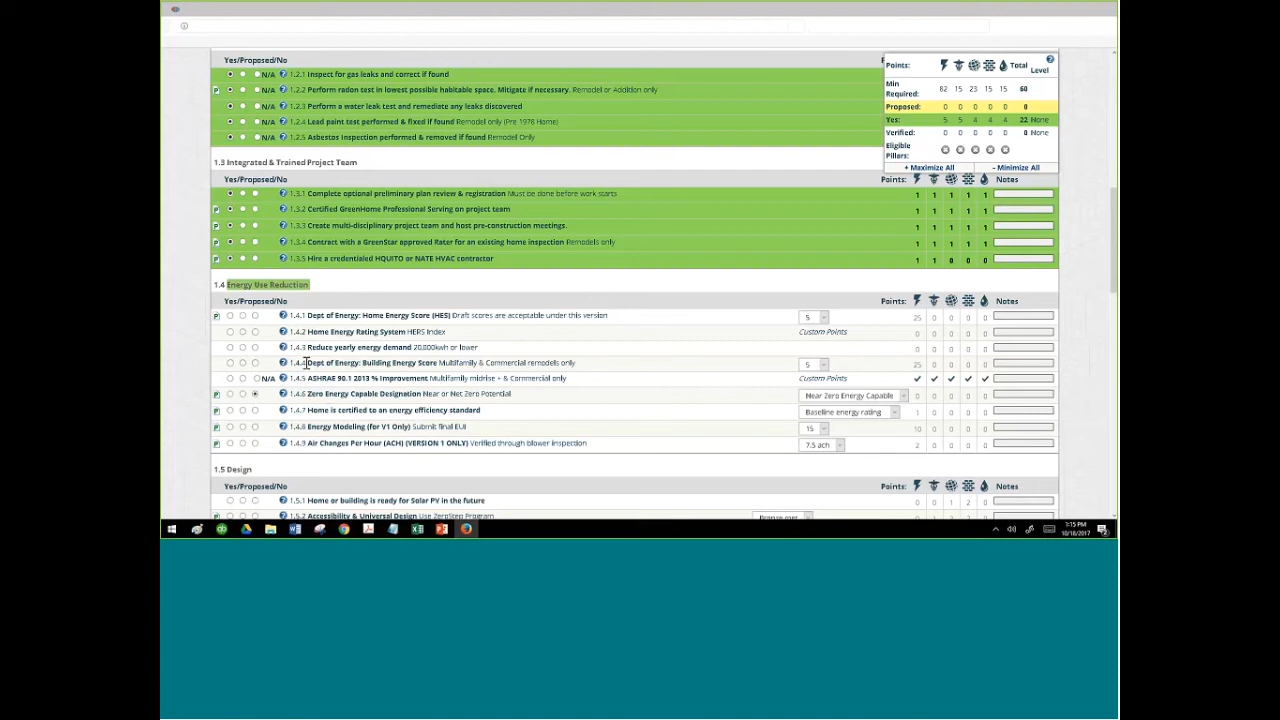 Yes/Proposed/No
N/A 1.2.1 Inspect for gas leaks and correct if found
1.2.2 Perform radon test in lowest possible habitable space. Mitigate if necessary. Remodel or Addition only
1.2.3 Perform a water leak test and remediate any leaks discovered
N/A 1.2.4 Lead paint test performed & fixed if found Remodel only (Pre 1978 Home)
N/A 1.2.5 Asbestos Inspection performed & removed if found Remodel Only
Points: Total Level
Min Required: 82 15 23 15 15 60
Proposed: 0 0 0 0 0 0
Yes: 5 5 4 4 4 22 None
Verified: 0 0 0 0 0 0 None
Eligible Pillars:
+ Maximize All - Minimize All
1.3 Integrated & Trained Project Team
Yes/Proposed/No Points: Notes
1.3.1 Complete optional preliminary plan review & registration Must be done before work starts 1 1 1 1 1
1.3.2 Certified GreenHome Professional Serving on project team 1 1 1 1 1
1.3.3 Create multi-disciplinary project team and host pre-construction meetings. 1 1 1 1 1
1.3.4 Contract with a GreenStar approved Rater for an existing home inspection Remodels only 1 1 1 1 1
1.3.5 Hire a credentialed HQUITO or NATE HVAC contractor 1 1 0 0 0
1.4 Energy Use Reduction
Yes/Proposed/No Points: Notes
1.4.1 Dept of Energy: Home Energy Score (HES) Draft scores are acceptable under this version 5 25 0 0 0 0
1.4.2 Home Energy Rating System HERS Index Custom Points 0 0 0 0 0
1.4.3 Reduce yearly energy demand 20,000kwh or lower 0 0 0 0 0
1.4.4 Dept of Energy: Building Energy Score Multifamily & Commercial remodels only 5 25 0 0 0 0
N/A 1.4.5 ASHRAE 90.1 2013 % Improvement Multifamily midrise + & Commercial only Custom Points ✔ ✔ ✔ ✔ ✔
1.4.6 Zero Energy Capable Designation Near or Net Zero Potential Near Zero Energy Capable 0 0 0 0 0
1.4.7 Home is certified to an energy efficiency standard Baseline energy rating 1 0 0 0 0
1.4.8 Energy Modeling (for V1 Only) Submit final EUI 15 10 0 0 0 0
1.4.9 Air Changes Per Hour (ACH) (VERSION 1 ONLY) Verified through blower inspection 7.5 ach 2 0 0 0 0
1.5 Design
Yes/Proposed/No Points: Notes
1.5.1 Home or building is ready for Solar PV in the future 0 0 1 2 0
1.5.2 Accessibility & Universal Design Use ZeroStep Program
1:15 PM
10/18/2017